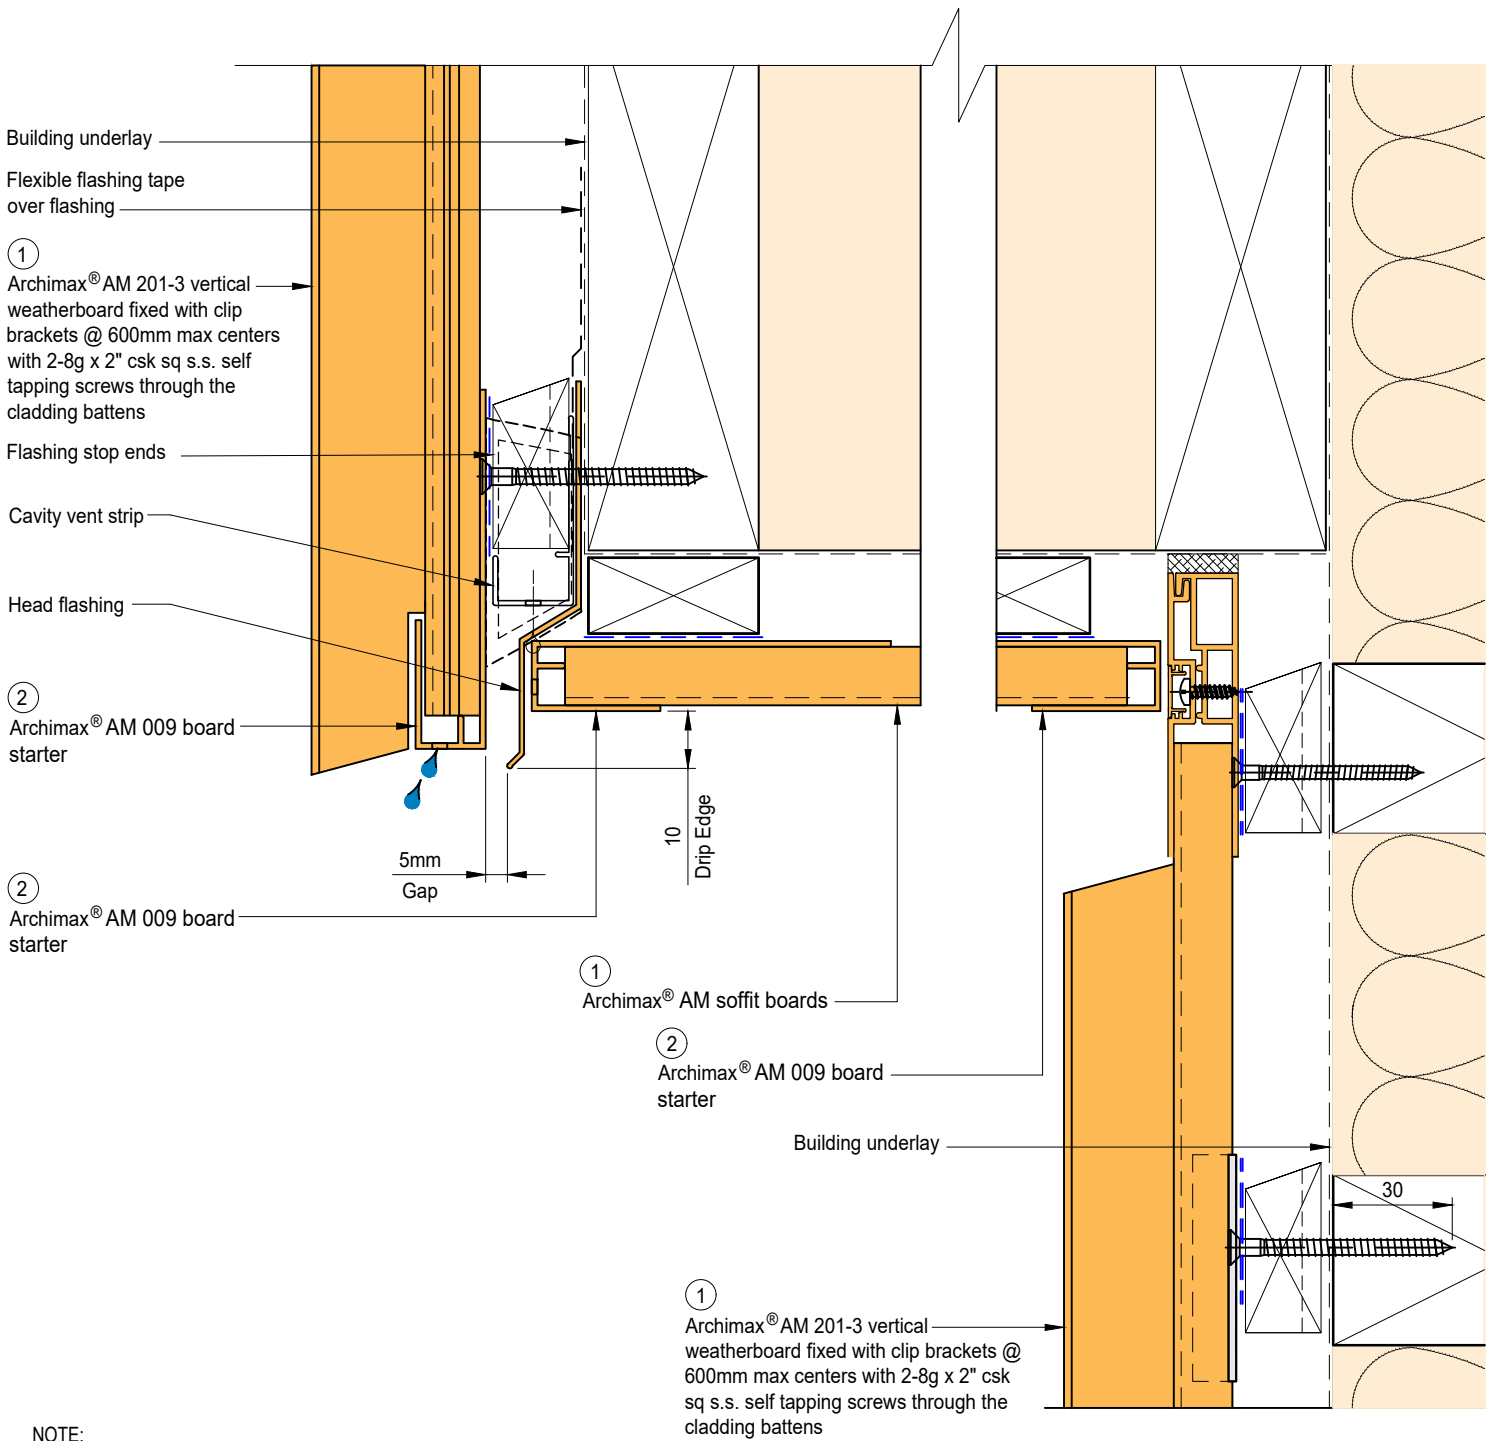 Building underlay
Flexible flashing tape
over flashing
1
Archimax® AM 201-3 vertical
weatherboard fixed with clip
brackets @ 600mm max centers
with 2-8g x 2" csk sq s.s. self
tapping screws through the
cladding battens
Flashing stop ends
Cavity vent strip
Head flashing
2
Archimax® AM 009 board
starter
5mm
Gap
10
Drip Edge
2
Archimax® AM 009 board
starter
1
Archimax® AM soffit boards
2
Archimax® AM 009 board
starter
Building underlay
30
1
Archimax® AM 201-3 vertical
weatherboard fixed with clip brackets @
600mm max centers with 2-8g x 2" csk
sq s.s. self tapping screws through the
cladding battens
NOTE: